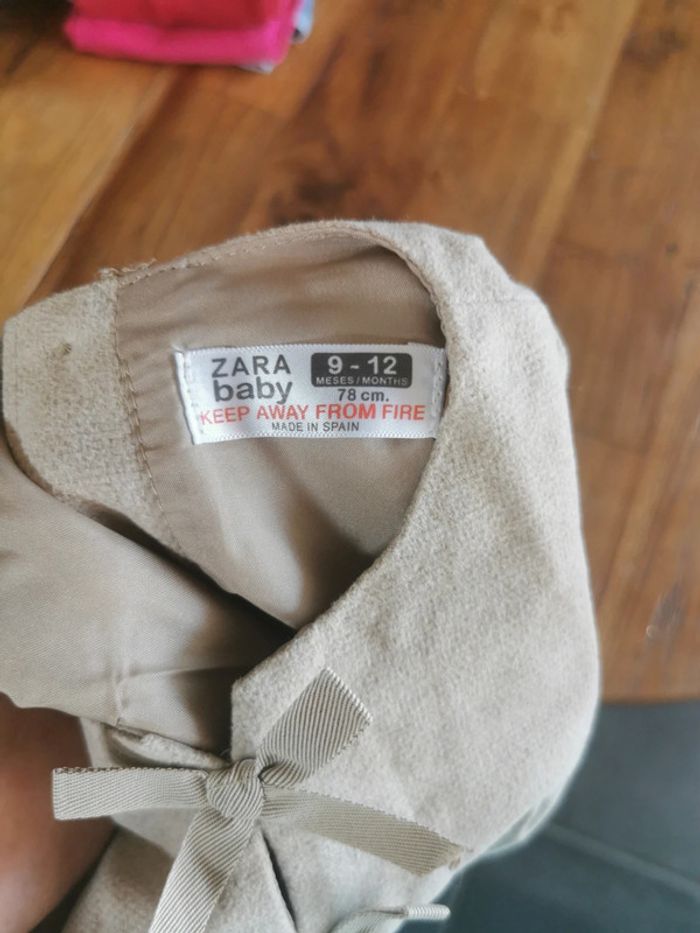 ZARA
baby
9 - 12
MESES / MONTHS
78 cm.
KEEP AWAY FROM FIRE
MADE IN SPAIN